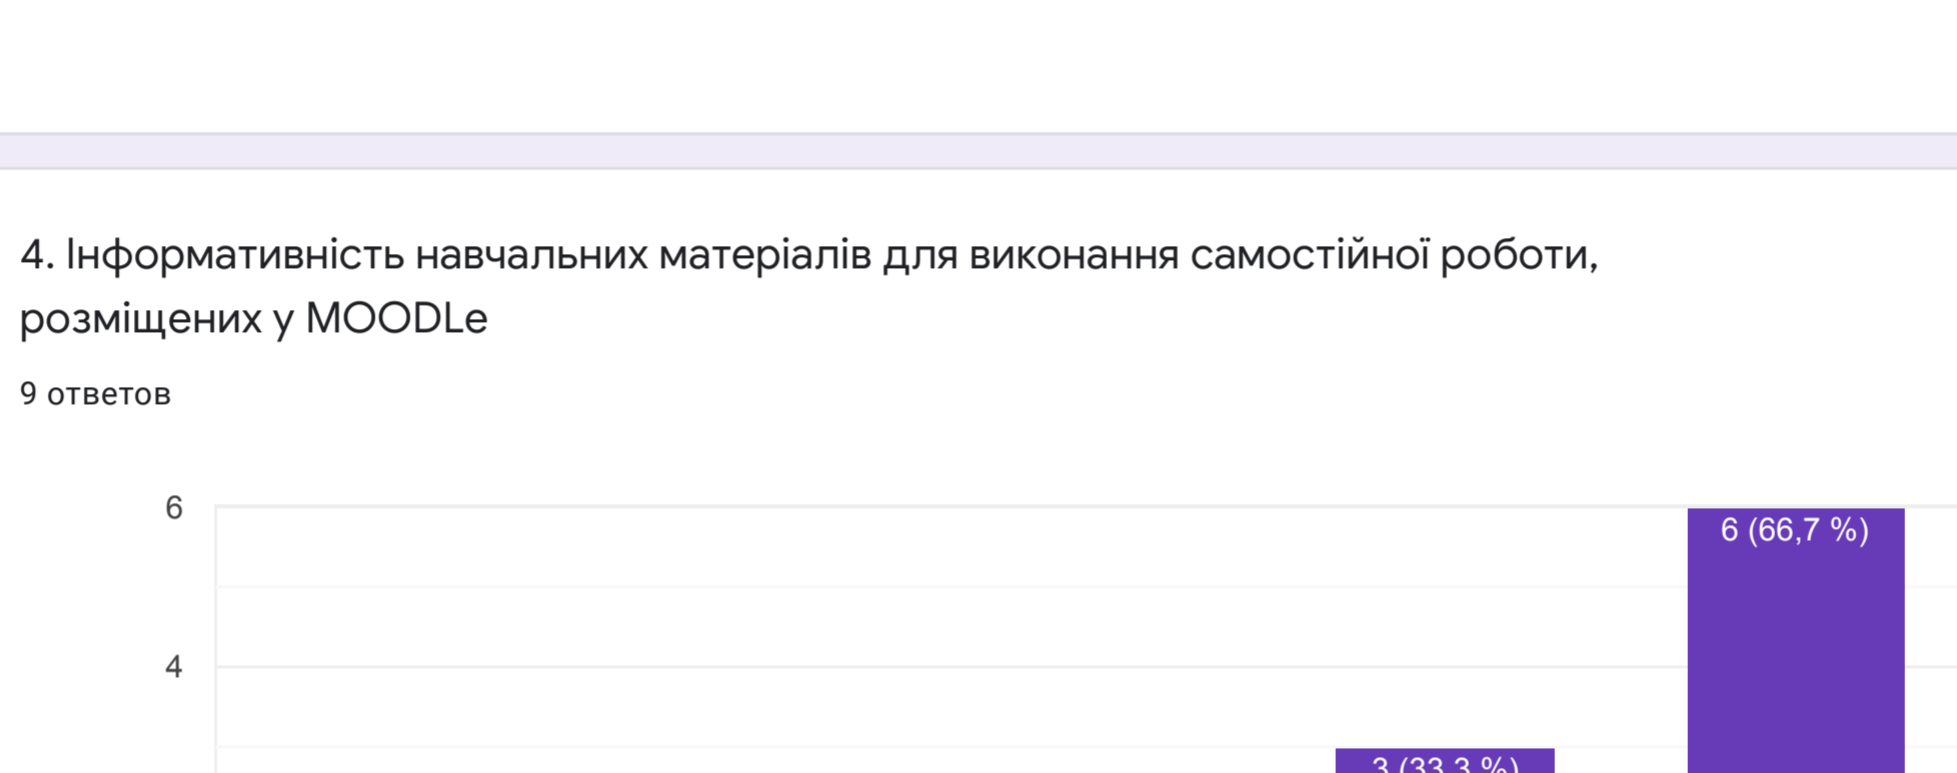 4. Інформативність навчальних матеріалів для виконання самостійної роботи,
розміщених у MOODLe
9 ответов
6
6 (66,7 %)
4
3 (33,3 %)